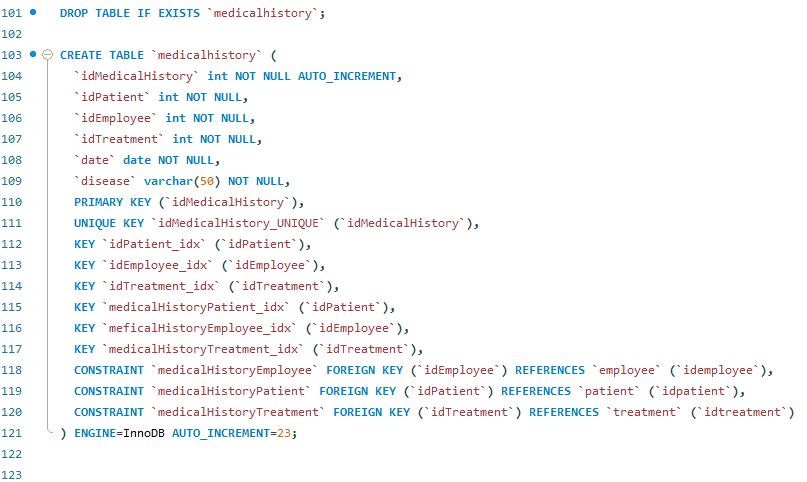 101 DROP TABLE IF EXISTS `medicalhistory`;
102
103 CREATE TABLE `medicalhistory` (
104 `idMedicalHistory` int NOT NULL AUTO_INCREMENT,
105 `idPatient` int NOT NULL,
106 `idEmployee` int NOT NULL,
107 `idTreatment` int NOT NULL,
108 `date` date NOT NULL,
109 `disease` varchar(50) NOT NULL,
110 PRIMARY KEY (`idMedicalHistory`),
111 UNIQUE KEY `idMedicalHistory_UNIQUE` (`idMedicalHistory`),
112 KEY `idPatient_idx` (`idPatient`),
113 KEY `idEmployee_idx` (`idEmployee`),
114 KEY `idTreatment_idx` (`idTreatment`),
115 KEY `medicalHistoryPatient_idx` (`idPatient`),
116 KEY `meficalHistoryEmployee_idx` (`idEmployee`),
117 KEY `medicalHistoryTreatment_idx` (`idTreatment`),
118 CONSTRAINT `medicalHistoryEmployee` FOREIGN KEY (`idEmployee`) REFERENCES `employee` (`idemployee`),
119 CONSTRAINT `medicalHistoryPatient` FOREIGN KEY (`idPatient`) REFERENCES `patient` (`idpatient`),
120 CONSTRAINT `medicalHistoryTreatment` FOREIGN KEY (`idTreatment`) REFERENCES `treatment` (`idtreatment`)
121 ) ENGINE=InnoDB AUTO_INCREMENT=23;
122
123